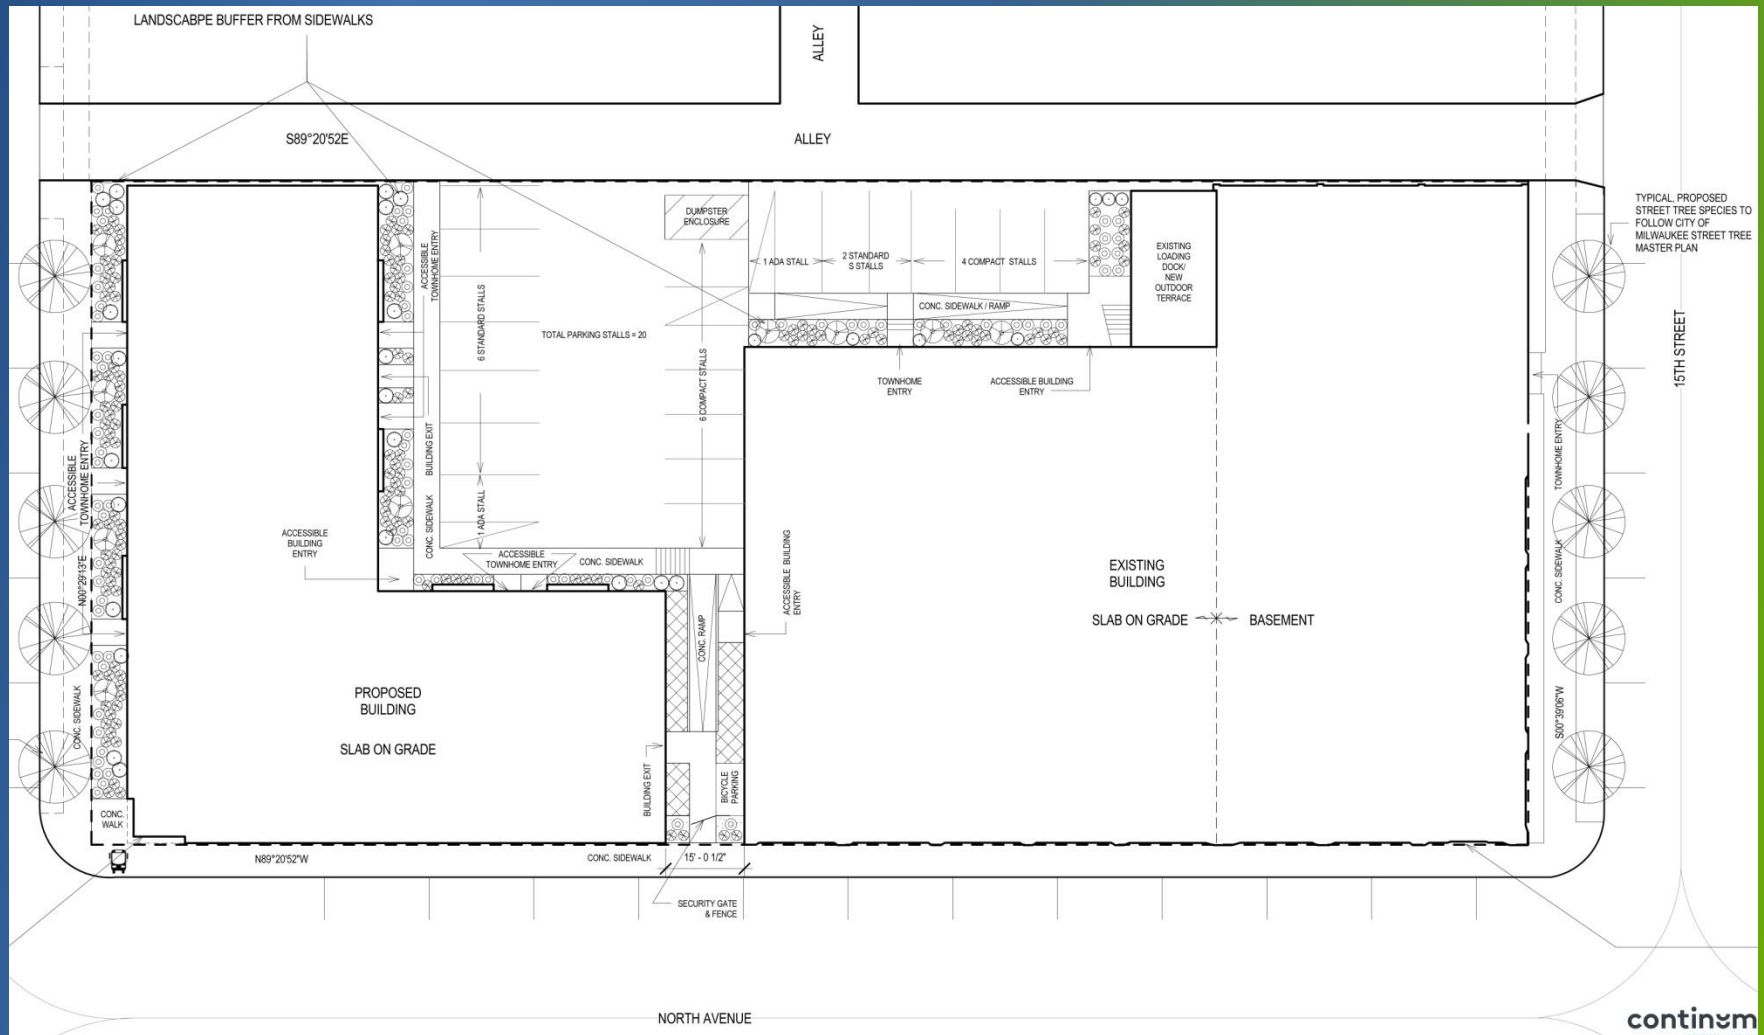 LANDSCABPE BUFFER FROM SIDEWALKS
ALLEY
S89°20'52E
ALLEY
TYPICAL, PROPOSED
STREET TREE SPECIES TO
FOLLOW CITY OF
MILWAUKEE STREET TREE
MASTER PLAN
DUMPSTER
ENCLOSURE
ACCESSIBLE
TOWNHOME ENTRY
1 ADA STALL
2 STANDARD
S STALLS
4 COMPACT STALLS
EXISTING
LOADING
DOCK/
NEW
OUTDOOR
TERRACE
CONC. SIDEWALK / RAMP
6 STANDARD STALLS
TOTAL PARKING STALLS = 20
6 COMPACT STALLS
15TH STREET
TOWNHOME
ENTRY
ACCESSIBLE BUILDING
ENTRY
ACCESSIBLE
TOWNHOME ENTRY
BUILDING EXIT
TOWNHOME ENTRY
CONC. SIDEWALK
1 ADA STALL
ACCESSIBLE
BUILDING
ENTRY
ACCESSIBLE
TOWNHOME ENTRY
CONC. SIDEWALK
ACCESSIBLE BUILDING
ENTRY
N00°29'13"E
EXISTING
BUILDING
CONC. SIDEWALK
SLAB ON GRADE
BASEMENT
CONC. RAMP
PROPOSED
BUILDING
SLAB ON GRADE
CONC. SIDEWALK
S00°39'06"W
BUILDING EXIT
BICYCLE
PARKING
CONC.
WALK
N89°20'52"W
CONC. SIDEWALK
15' - 0 1/2"
SECURITY GATE
& FENCE
NORTH AVENUE
continuum